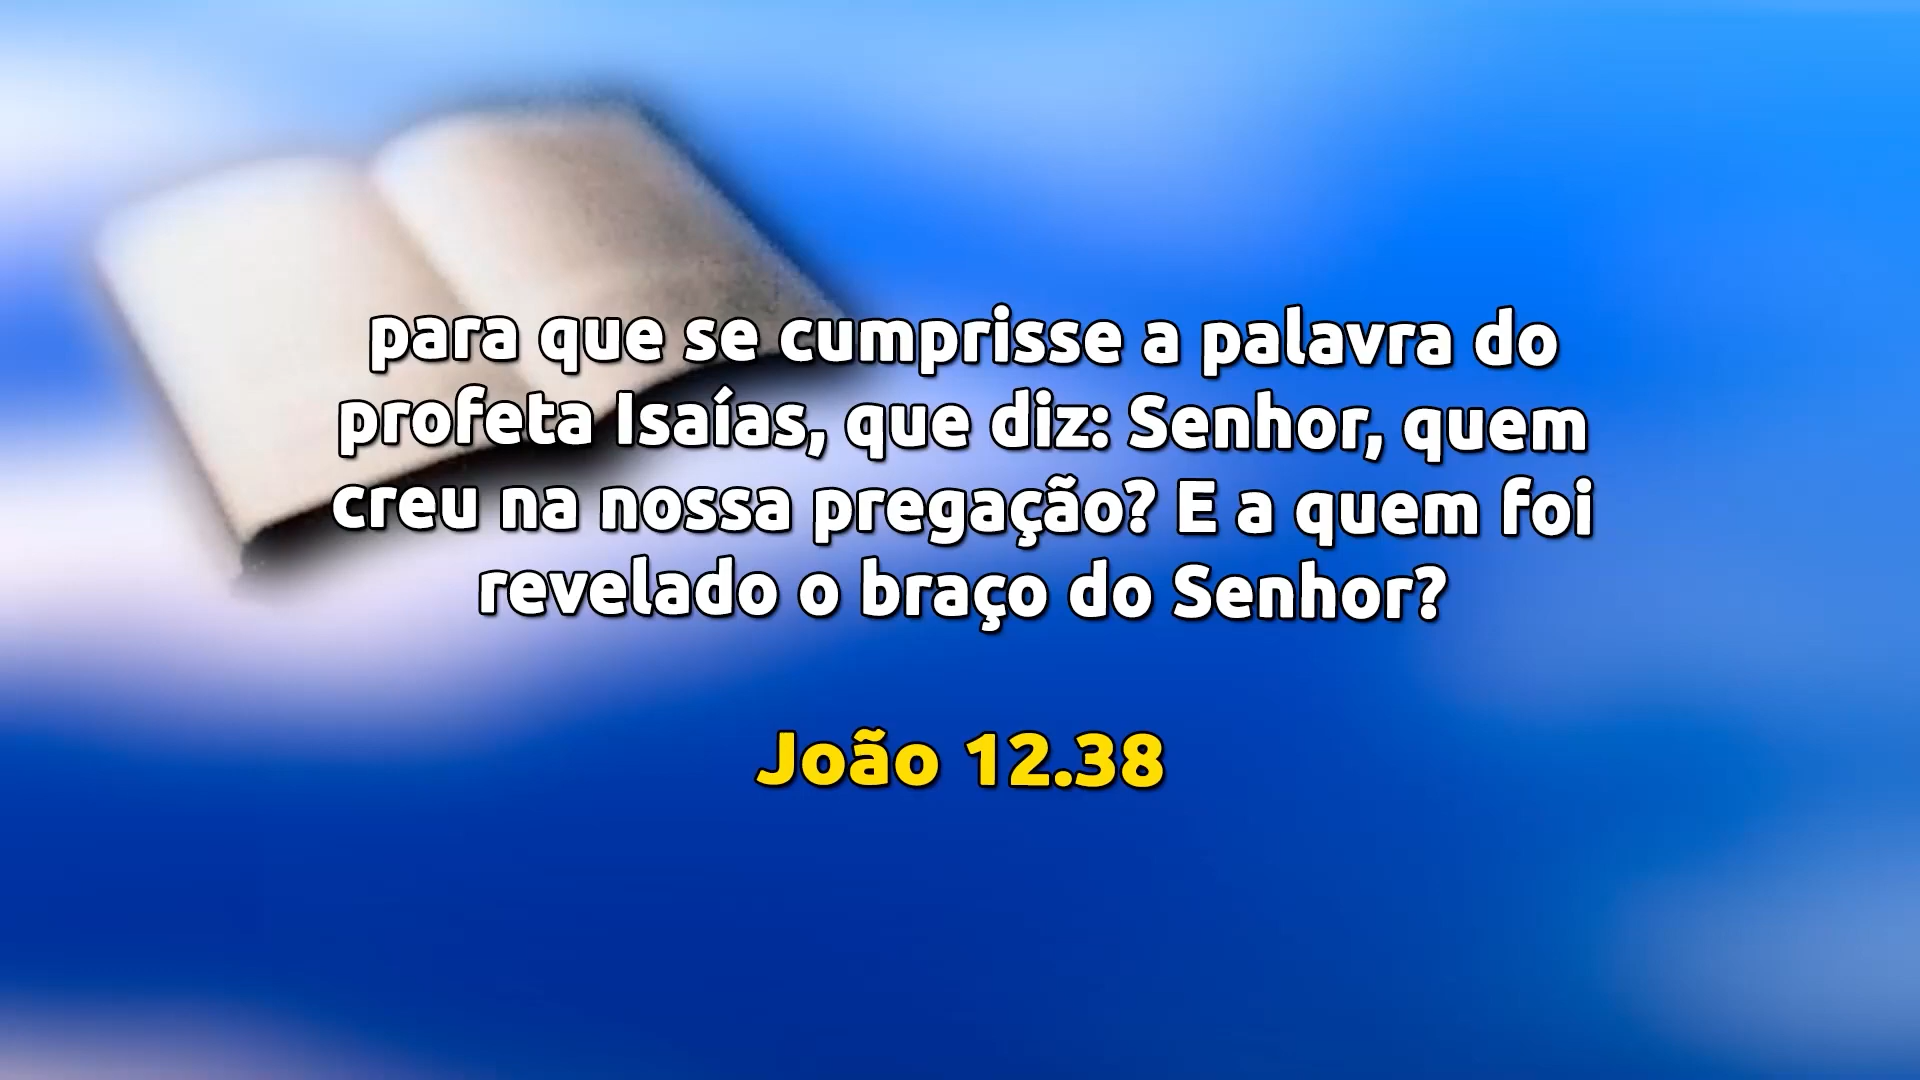 para que se cumprisse a palavra do
profeta Isaías, que diz: Senhor, quem
creu na nossa pregação? E a quem foi
revelado o braço do Senhor?
João 12.38